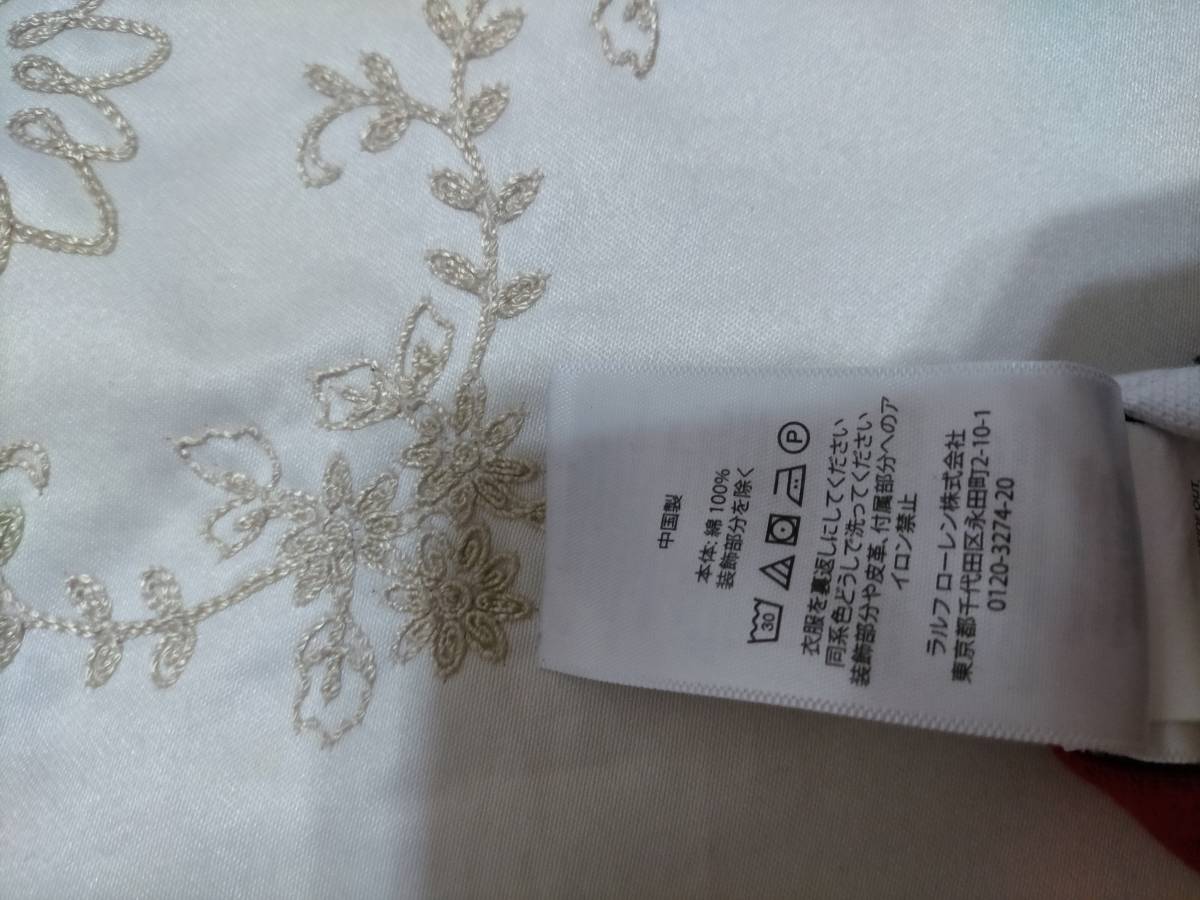 中国製
本体: 綿 100%
装飾部分を除く
30 P
衣服を裏返しにしてください
同系色どうしで洗ってください
装飾部分や皮革、付属部分へのア
イロン禁止
ラルフ ローレン株式会社
東京都千代田区永田町2-10-1
0120-3274-20